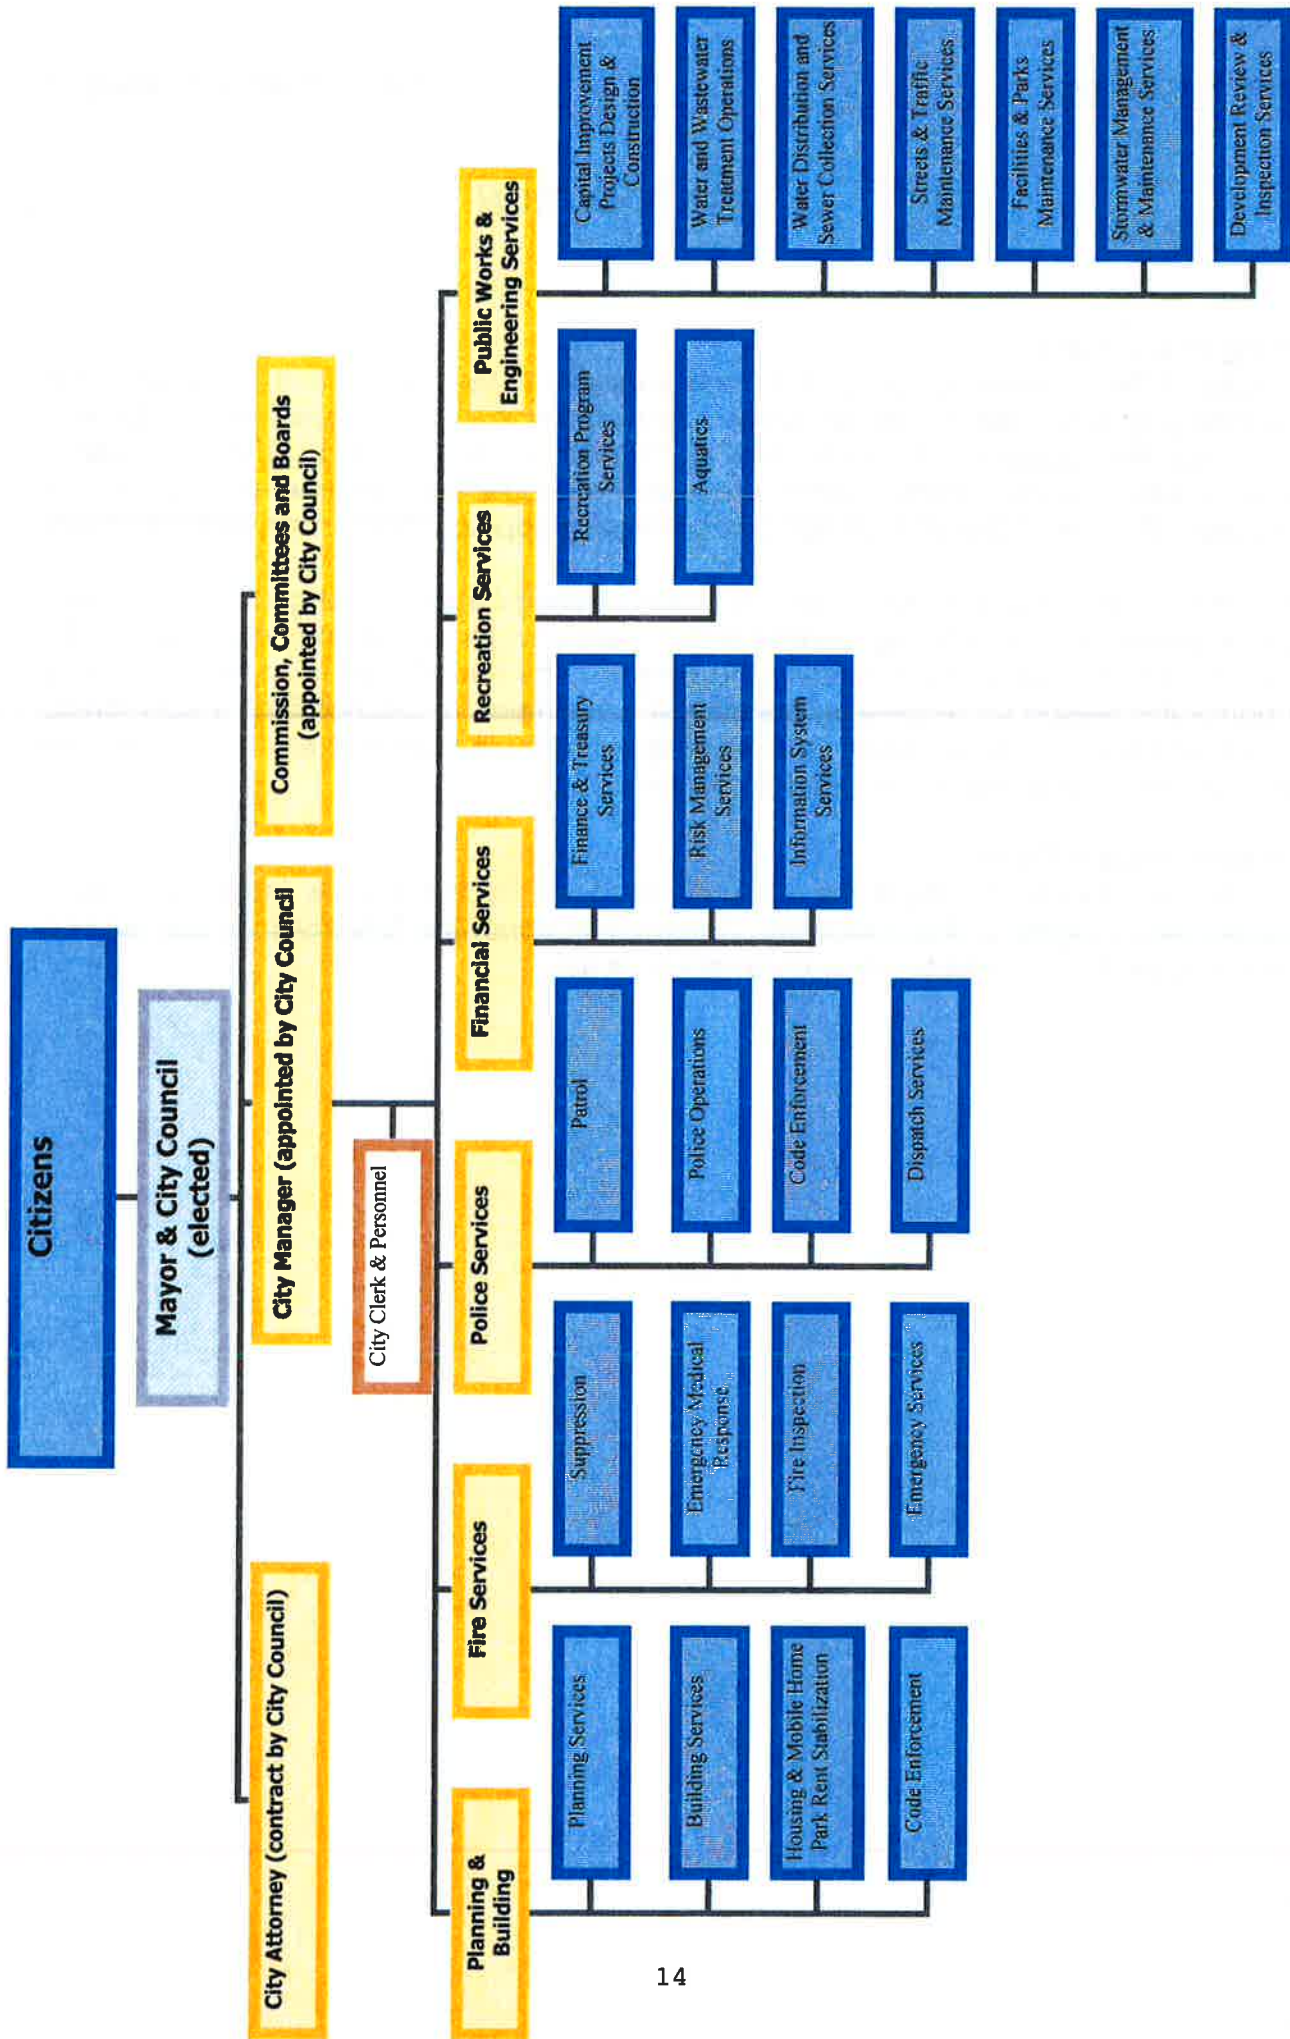 Citizens
Mayor & City Council
(elected)
City Attorney (contract by City Council)
City Manager (appointed by City Council
Commission, Committees and Boards
(appointed by City Council)
City Clerk & Personnel
Planning &
Building
Planning Services
Building Services
Housing & Mobile Home
Park Rent Stabilization
Code Enforcement
Fire Services
Suppression
Emergency Medical
Response
Fire Inspection
Emergency Services
Police Services
Patrol
Police Operations
Code Enforcement
Dispatch Services
Financial Services
Finance & Treasury
Services
Risk Management
Services
Information System
Services
Recreation Services
Recreation Program
Services
Aquatics
Public Works &
Engineering Services
Capital Improvement
Projects Design &
Construction
Water and Wastewater
Treatment Operations
Water Distribution and
Sewer Collection Services
Streets & Traffic
Maintenance Services
Facilities & Parks
Maintenance Services
Stormwater Management
& Maintenance Services
Development Review &
Inspection Services
14